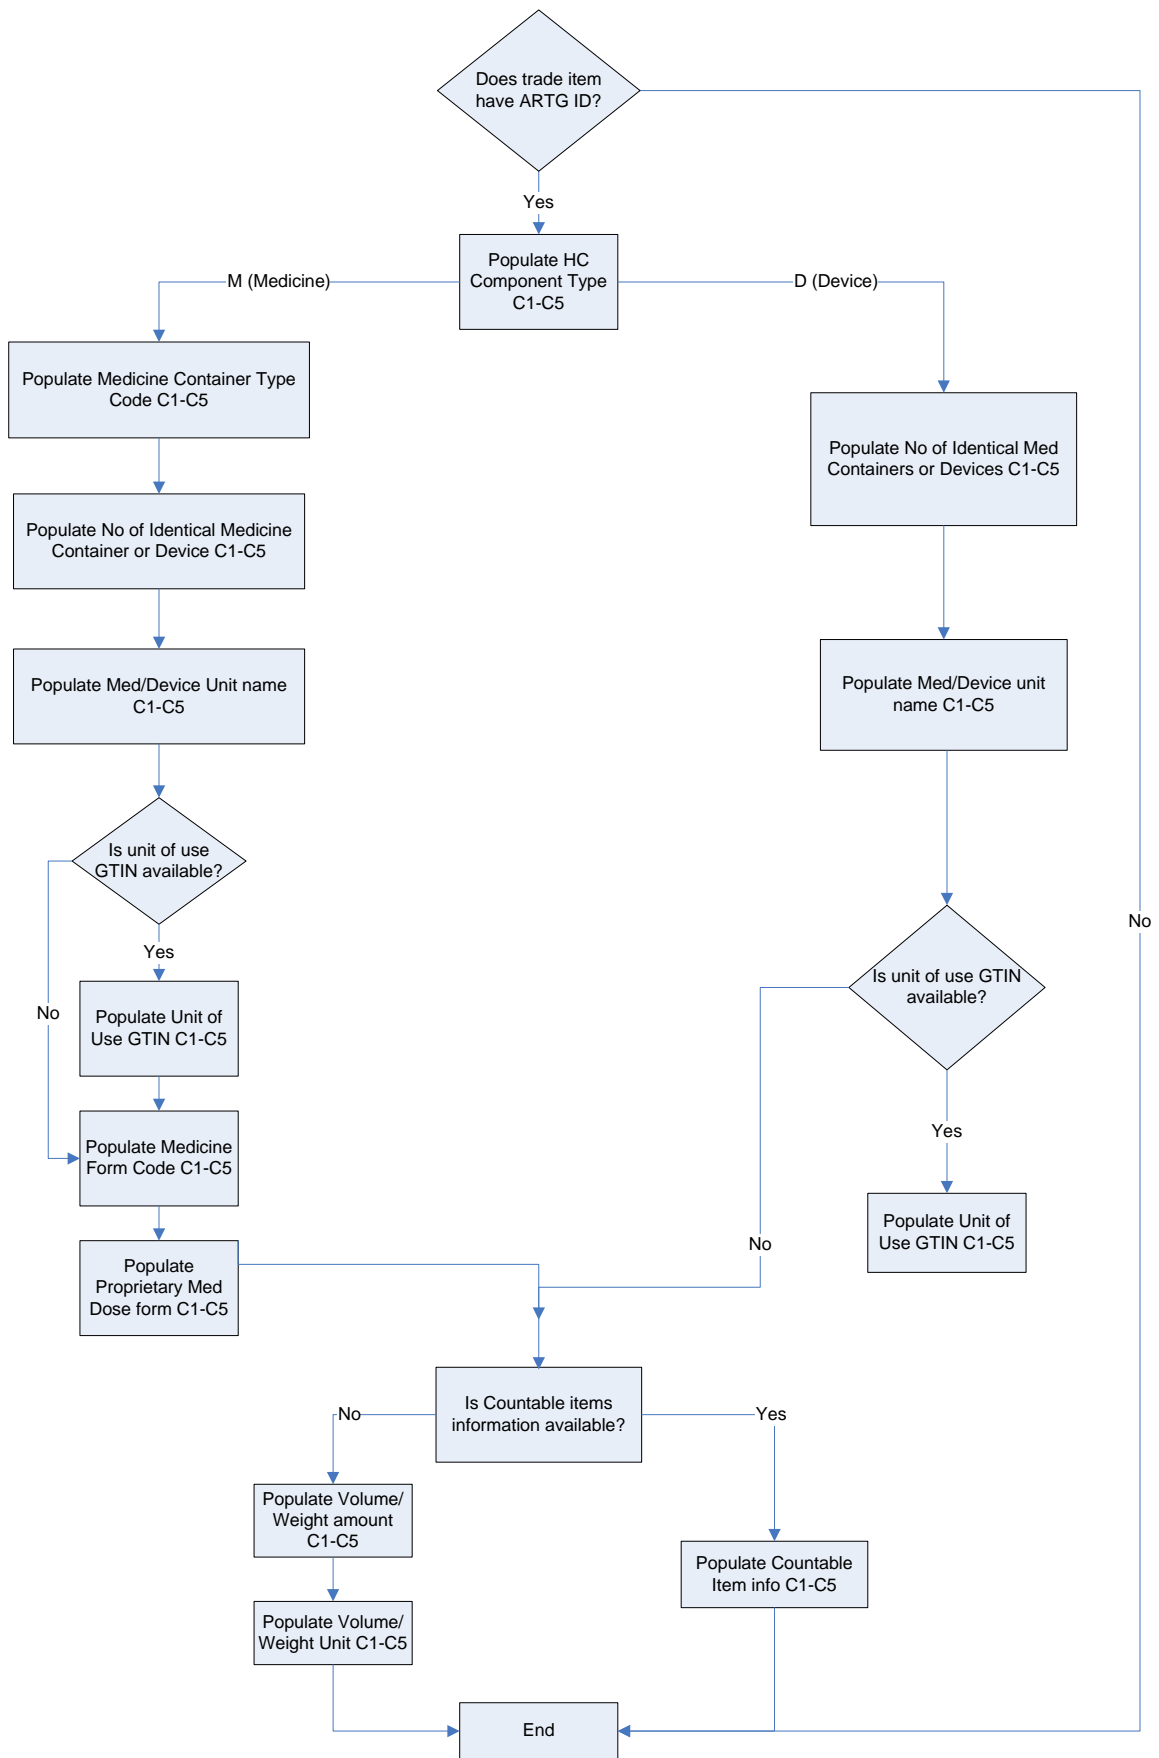 Does trade item
have ARTG ID?
Yes
Populate HC
Component Type
C1-C5
M (Medicine)
D (Device)
Populate Medicine Container Type
Code C1-C5
Populate No of Identical Med
Containers or Devices C1-C5
Populate No of Identical Medicine
Container or Device C1-C5
Populate Med/Device Unit name
C1-C5
Populate Med/Device unit
name C1-C5
Is unit of use
GTIN available?
No
Yes
Is unit of use GTIN
available?
No
Populate Unit of
Use GTIN C1-C5
Populate Medicine
Form Code C1-C5
Yes
Populate Unit of
Use GTIN C1-C5
No
Populate
Proprietary Med
Dose form C1-C5
Is Countable items
information available?
No
Yes
Populate Volume/
Weight amount
C1-C5
Populate Countable
Item info C1-C5
Populate Volume/
Weight Unit C1-C5
End